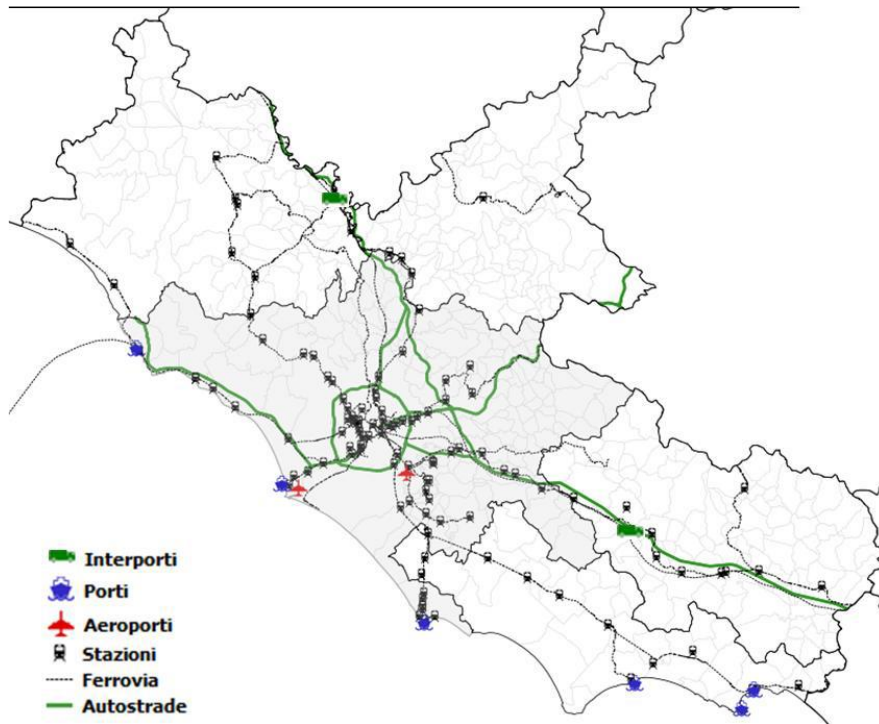 Interporti
Porti
Aeroporti
Stazioni
Ferrovia
Autostrade